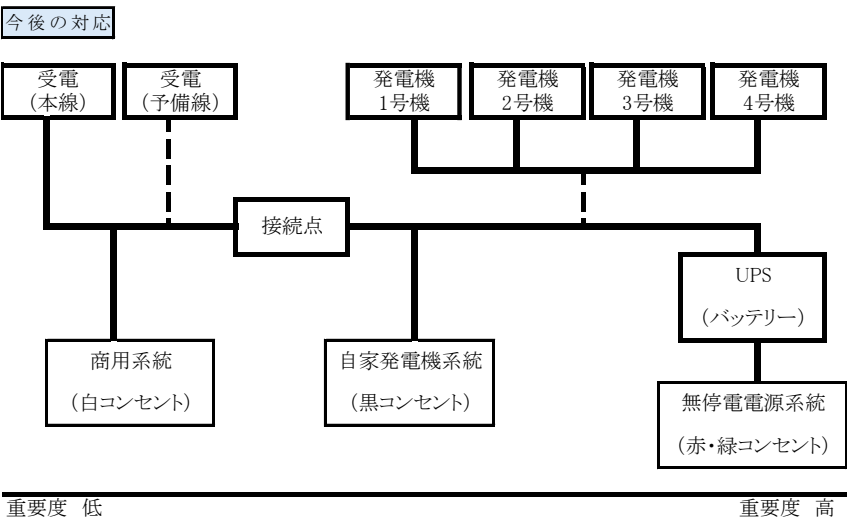 今後の対応
受電
（本線）
受電
（予備線）
発電機
1号機
発電機
2号機
発電機
3号機
発電機
4号機
接続点
UPS
（バッテリー）
商用系統
（白コンセント）
自家発電機系統
（黒コンセント）
無停電電源系統
（赤・緑コンセント）
重要度 低
重要度 高